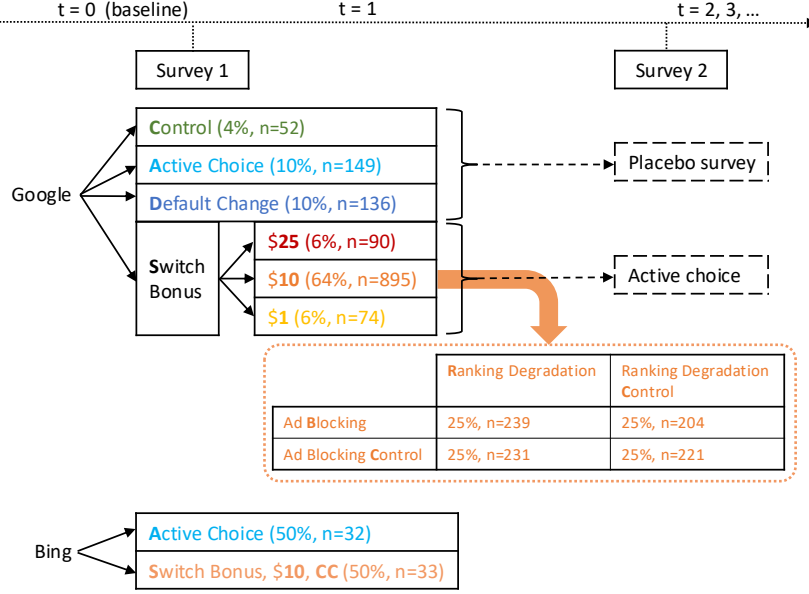 t = 0 (baseline)
t = 1
t = 2, 3, ...
Survey 1
Survey 2
Google
Control (4%, n=52)
Active Choice (10%, n=149)
Default Change (10%, n=136)
Switch
Bonus
$25 (6%, n=90)
$10 (64%, n=895)
$1 (6%, n=74)
Placebo survey
Active choice
Ranking Degradation
Ranking Degradation
Control
Ad Blocking
25%, n=239
25%, n=204
Ad Blocking Control
25%, n=231
25%, n=221
Bing
Active Choice (50%, n=32)
Switch Bonus, $10, CC (50%, n=33)